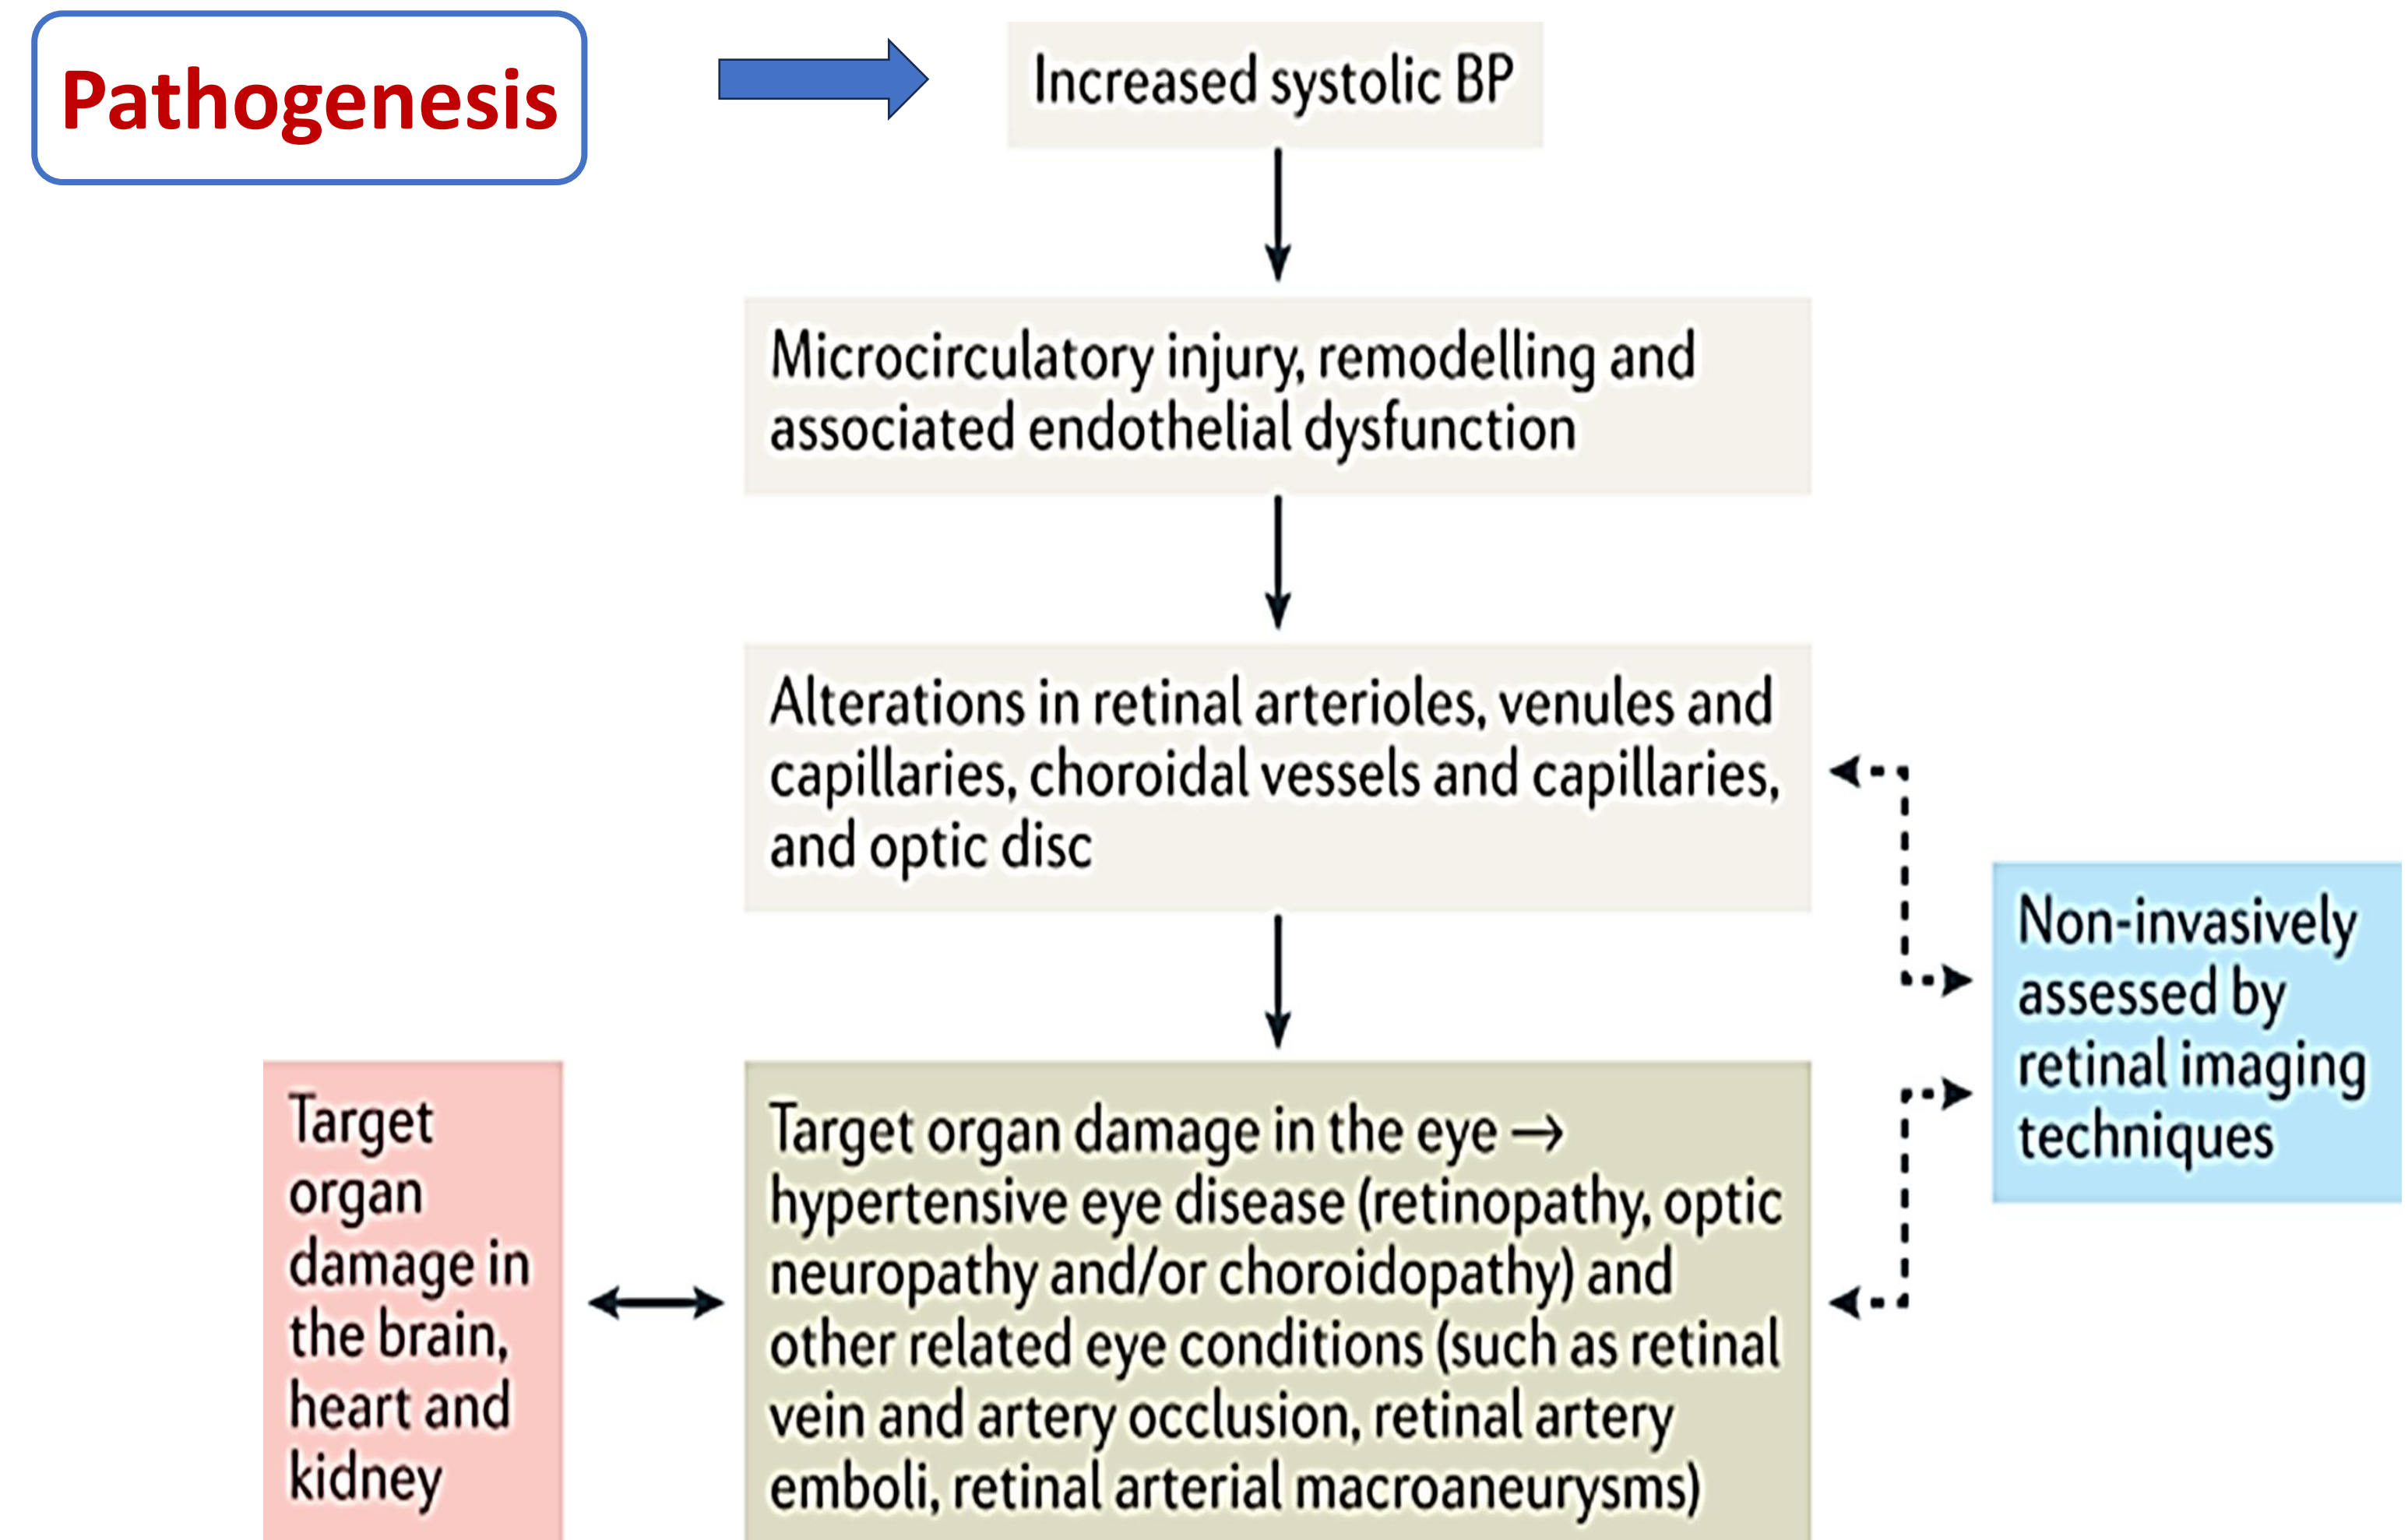 Pathogenesis
Increased systolic BP
Microcirculatory injury, remodelling and
associated endothelial dysfunction
Alterations in retinal arterioles, venules and
capillaries, choroidal vessels and capillaries,
and optic disc
Non-invasively
assessed by
retinal imaging
techniques
Target
organ
damage in
the brain,
heart and
kidney
Target organ damage in the eye →
hypertensive eye disease (retinopathy, optic
neuropathy and/or choroidopathy) and
other related eye conditions (such as retinal
vein and artery occlusion, retinal artery
emboli, retinal arterial macroaneurysms)